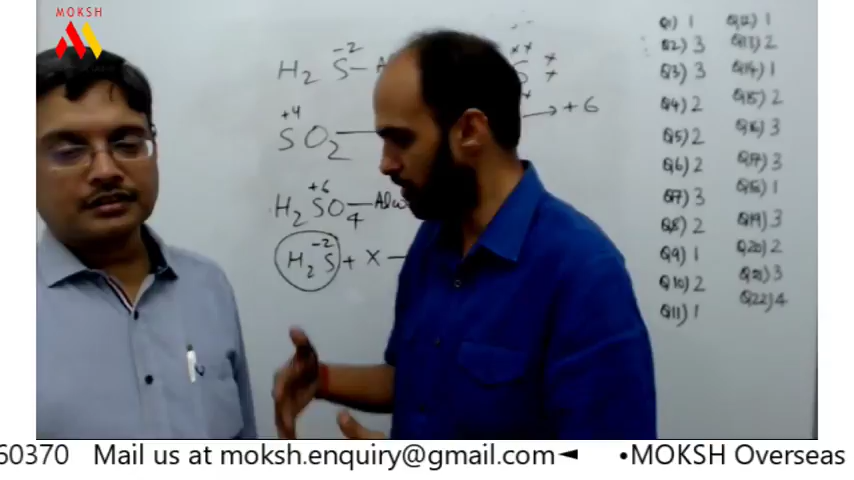 MOKSH
-2
H2 S —
+6
+4
SO2 —
+6
H2SO4 —
-2
H2S + X —
Q1) 1
Q2) 3
Q3) 3
Q4) 2
Q5) 2
Q6) 2
Q7) 3
Q8) 2
Q9) 1
Q10) 2
Q11) 1
Q12) 1
Q13) 2
Q14) 1
Q15) 2
Q16) 3
Q17) 3
Q18) 1
Q19) 3
Q20) 2
Q21) 3
Q22) 4
60370 Mail us at moksh.enquiry@gmail.com◄ •MOKSH Overseas